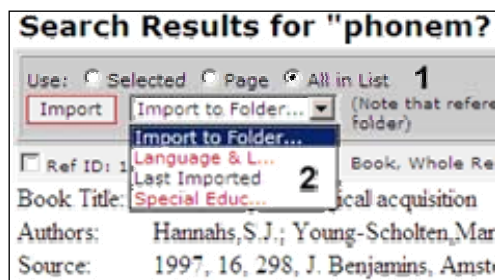 Search Results for "phonem?
Use: Selected Page All in List 1
Import Import to Folder... (Note that refere
folder)
Import to Folder...
Language & L...
Last Imported 2
Special Educ...
Ref ID: 1 Book, Whole Re
Book Title: ical acquisition
Authors: Hannahs,S.J.; Young-Scholten,Mar
Source: 1997, 16, 298, J. Benjamins, Amst